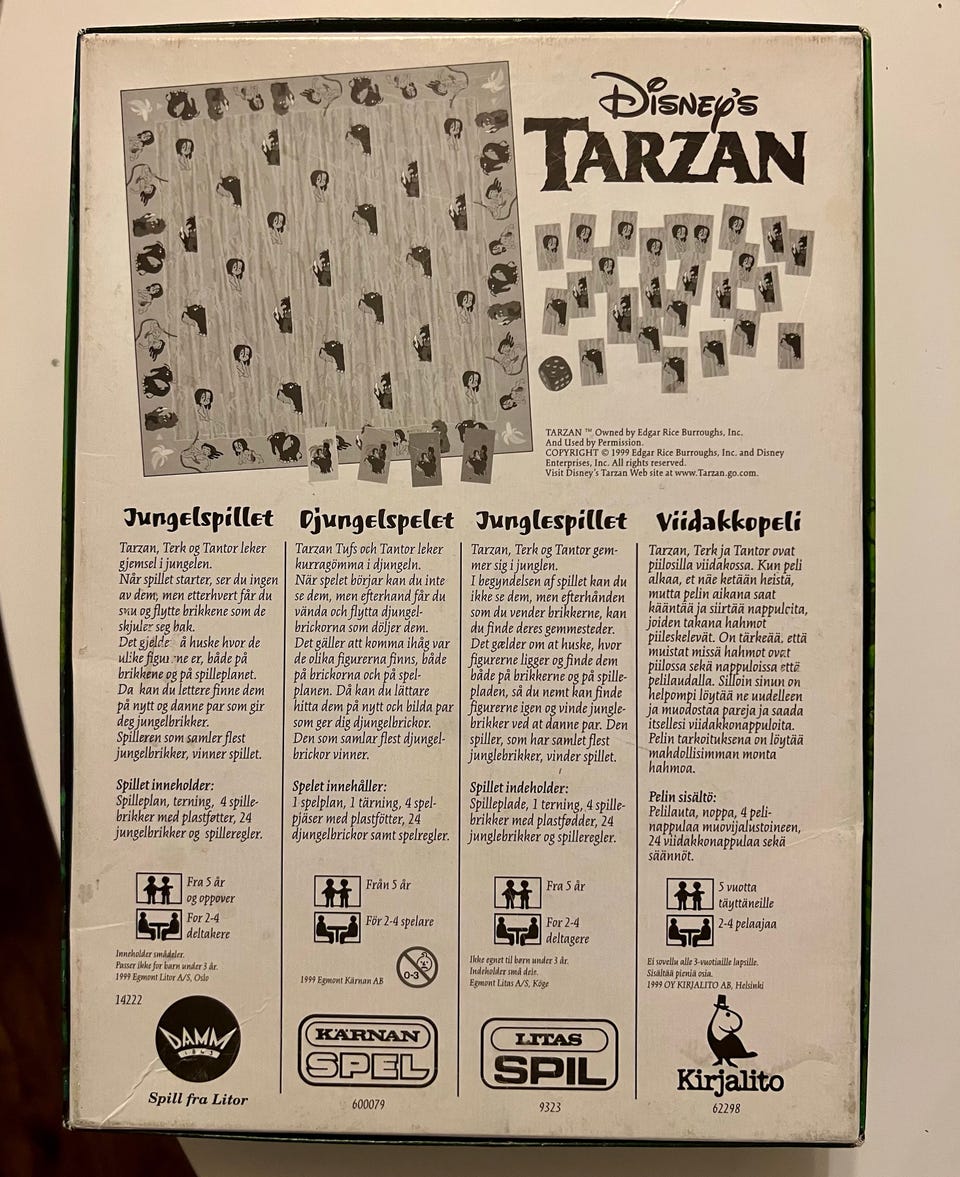 DISNEY'S
TARZAN
TARZAN ™ Owned by Edgar Rice Burroughs, Inc.
And Used by Permission.
COPYRIGHT © 1999 Edgar Rice Burroughs, Inc. and Disney
Enterprises, Inc. All rights reserved.
Visit Disney's Tarzan Web site at www.Tarzan.go.com.
Jungelspillet
Tarzan, Terk og Tantor leker
gjemsel i jungelen.
Når spillet starter, ser du ingen
av dem, men etterhvert får du
snu og flytte brikkene som de
skjuler seg bak.
Det gjelde å huske hvor de
ulike figurene er, både på
brikkene og på spilleplanet.
Da kan du lettere finne dem
på nytt og danne par som gir
deg jungelbrikker.
Spilleren som samler flest
jungelbrikker, vinner spillet.
Spillet inneholder:
Spilleplan, terning, 4 spille-
brikker med plastføtter, 24
jungelbrikker og spilleregler.
Fra 5 år
og oppover
For 2-4
deltakere
Inneholder smådeler.
Passer ikke for barn under 3 år.
1999 Egmont Litor A/S, Oslo
14222
DAMM
1843
Spill fra Litor
Djungelspelet
Tarzan Tufs och Tantor leker
kurragömma i djungeln.
När spelet börjar kan du inte
se dem, men efterhand får du
vända och flytta djungel-
brickorna som döljer dem.
Det gäller att komma ihåg var
de olika figurerna finns, både
på brickorna och på spel-
planen. Då kan du lättare
hitta dem på nytt och bilda par
som ger dig djungelbrickor.
Den som samlar flest djungel-
brickor vinner.
Spelet innehåller:
1 spelplan, 1 tärning, 4 spel-
pjäser med plastfötter, 24
djungelbrickor samt spelregler.
Från 5 år
För 2-4 spelare
0-3
1999 Egmont Kärnan AB
KÄRNAN
SPEL
600079
Junglespillet
Tarzan, Terk og Tantor gem-
mer sig i junglen.
I begyndelsen af spillet kan du
ikke se dem, men efterhånden
som du vender brikkerne, kan
du finde deres gemmesteder.
Det gælder om at huske, hvor
figurerne ligger og finde dem
både på brikkerne og på spille-
pladen, så du nemt kan finde
figurerne igen og vinde jungle-
brikker ved at danne par. Den
spiller, som har samlet flest
junglebrikker, vinder spillet.
Spillet indeholder:
Spilleplade, 1 terning, 4 spille-
brikker med plastfødder, 24
junglebrikker og spilleregler.
Fra 5 år
For 2-4
deltagere
Ikke egnet til børn under 3 år.
Indeholder små dele.
Egmont Litas A/S, Köge
LITAS
SPIL
9323
Viidakkopeli
Tarzan, Terk ja Tantor ovat
piilosilla viidakossa. Kun peli
alkaa, et näe ketään heistä,
mutta pelin aikana saat
kääntää ja siirtää nappuloita,
joiden takana hahmot
piileskelevät. On tärkeää, että
muistat missä hahmot ovat
piilossa sekä nappuloissa että
pelilaudalla. Silloin sinun on
helpompi löytää ne uudelleen
ja muodostaa pareja ja saada
itsellesi viidakkonappuloita.
Pelin tarkoituksena on löytää
mahdollisimman monta
hahmoa.
Pelin sisältö:
Pelilauta, noppa, 4 peli-
nappulaa muovijalustoineen,
24 viidakkonappulaa sekä
säännöt.
5 vuotta
täyttäneille
2-4 pelaajaa
Ei sovellu alle 3-vuotiaille lapsille.
Sisältää pieniä osia.
1999 OY KIRJALITO AB, Helsinki
Kirjalito
62298